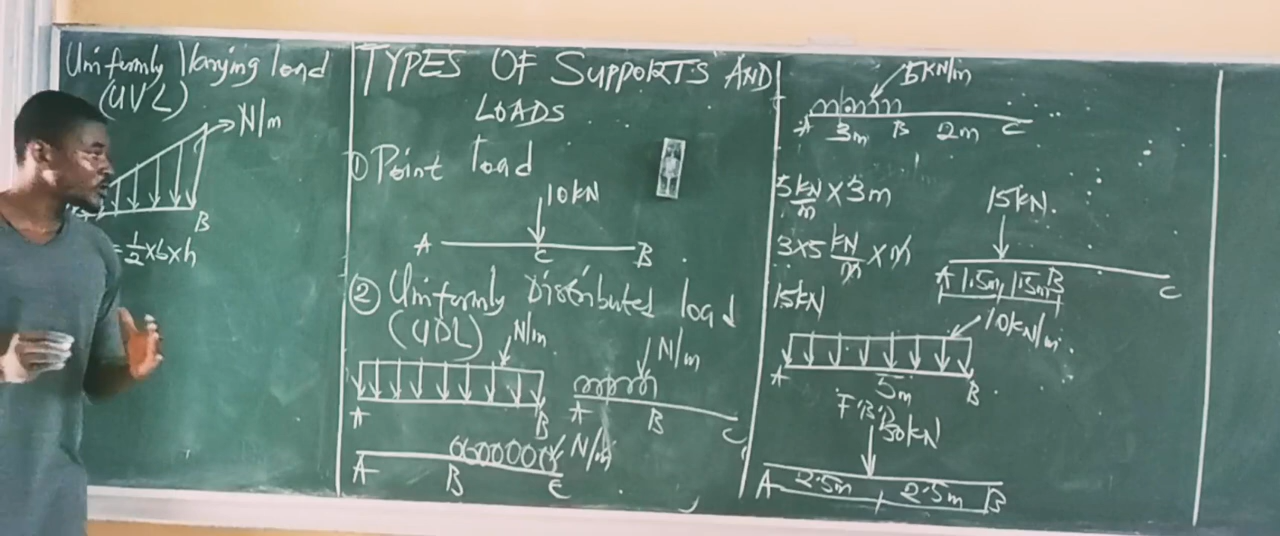 Uniformly Varying load
(UVL)
N/m
B
= 1/2 x b x h
TYPES OF SUPPORTS AND
LOADS
① Point load
10kN
A C B
② Uniformly Distributed load
(UDL)
N/m
A B
N/m
A B C
N/m
A B C
5kN/m
A 3m B 2m C
5 kN/m x 3m
3x5 kN/m x m
15kN
15kN.
A 1.5m 1.5m B C
10kN/m
A 5m B
F.B.D
50kN
A 2.5m 2.5m B